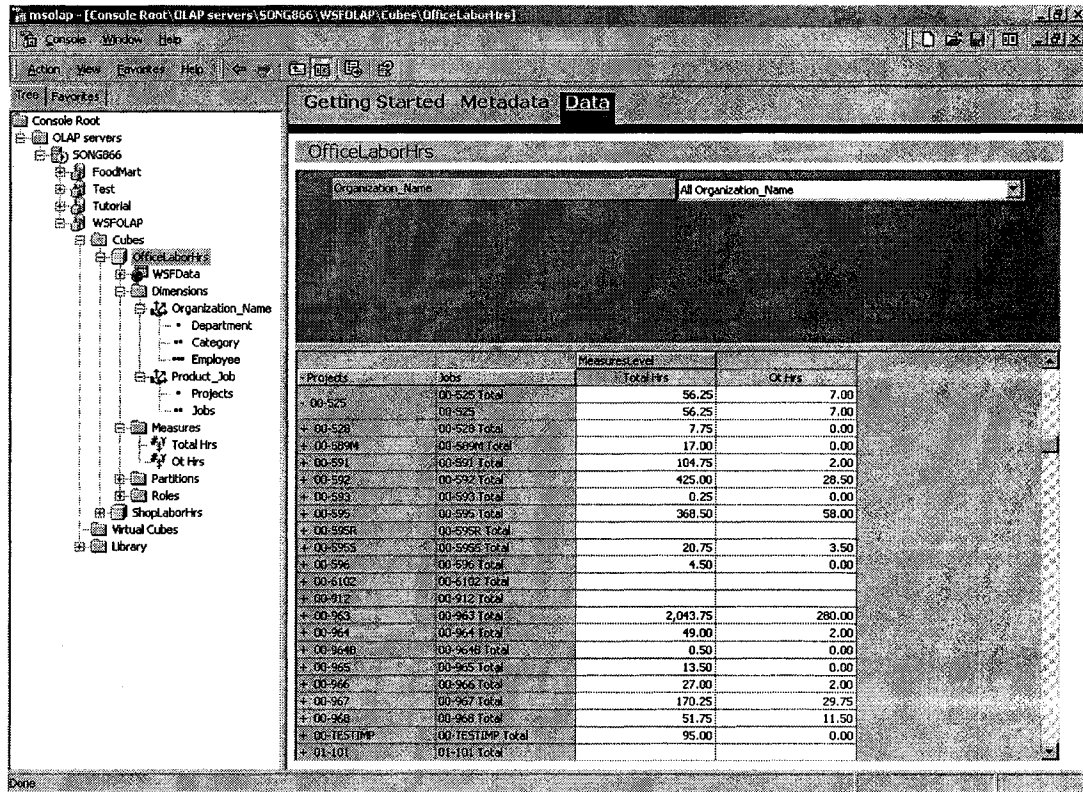 msolap - [Console Root\OLAP servers\SONG866\WSFOLAP\Cubes\OfficeLaborHrs]
Console Window Help
Action View Favorites Help
Tree Favorites
Getting Started Metadata Data
Console Root
OLAP servers
SONG866
FoodMart
Test
Tutorial
WSFOLAP
Cubes
OfficeLaborHrs
WSFData
Dimensions
Organization_Name
Department
Category
Employee
Product_Job
Projects
Jobs
Measures
Total Hrs
Ot Hrs
Partitions
Roles
ShopLaborHrs
Virtual Cubes
Library
OfficeLaborHrs
Organization_Name All Organization_Name
MeasuresLevel
- Projects Jobs Total Hrs Ot Hrs
- 00-525 00-525 Total 56.25 7.00
00-525 56.25 7.00
+ 00-528 00-528 Total 7.75 0.00
+ 00-589M 00-589M Total 17.00 0.00
+ 00-591 00-591 Total 104.75 2.00
+ 00-592 00-592 Total 425.00 28.50
+ 00-593 00-593 Total 0.25 0.00
+ 00-595 00-595 Total 368.50 58.00
+ 00-595R 00-595R Total
+ 00-595S 00-595S Total 20.75 3.50
+ 00-596 00-596 Total 4.50 0.00
+ 00-6102 00-6102 Total
+ 00-912 00-912 Total
+ 00-963 00-963 Total 2,043.75 280.00
+ 00-964 00-964 Total 49.00 2.00
+ 00-964B 00-964B Total 0.50 0.00
+ 00-965 00-965 Total 13.50 0.00
+ 00-966 00-966 Total 27.00 2.00
+ 00-967 00-967 Total 170.25 29.75
+ 00-968 00-968 Total 51.75 11.50
+ 00-TESTIMP 00-TESTIMP Total 95.00 0.00
+ 01-101 01-101 Total
Done